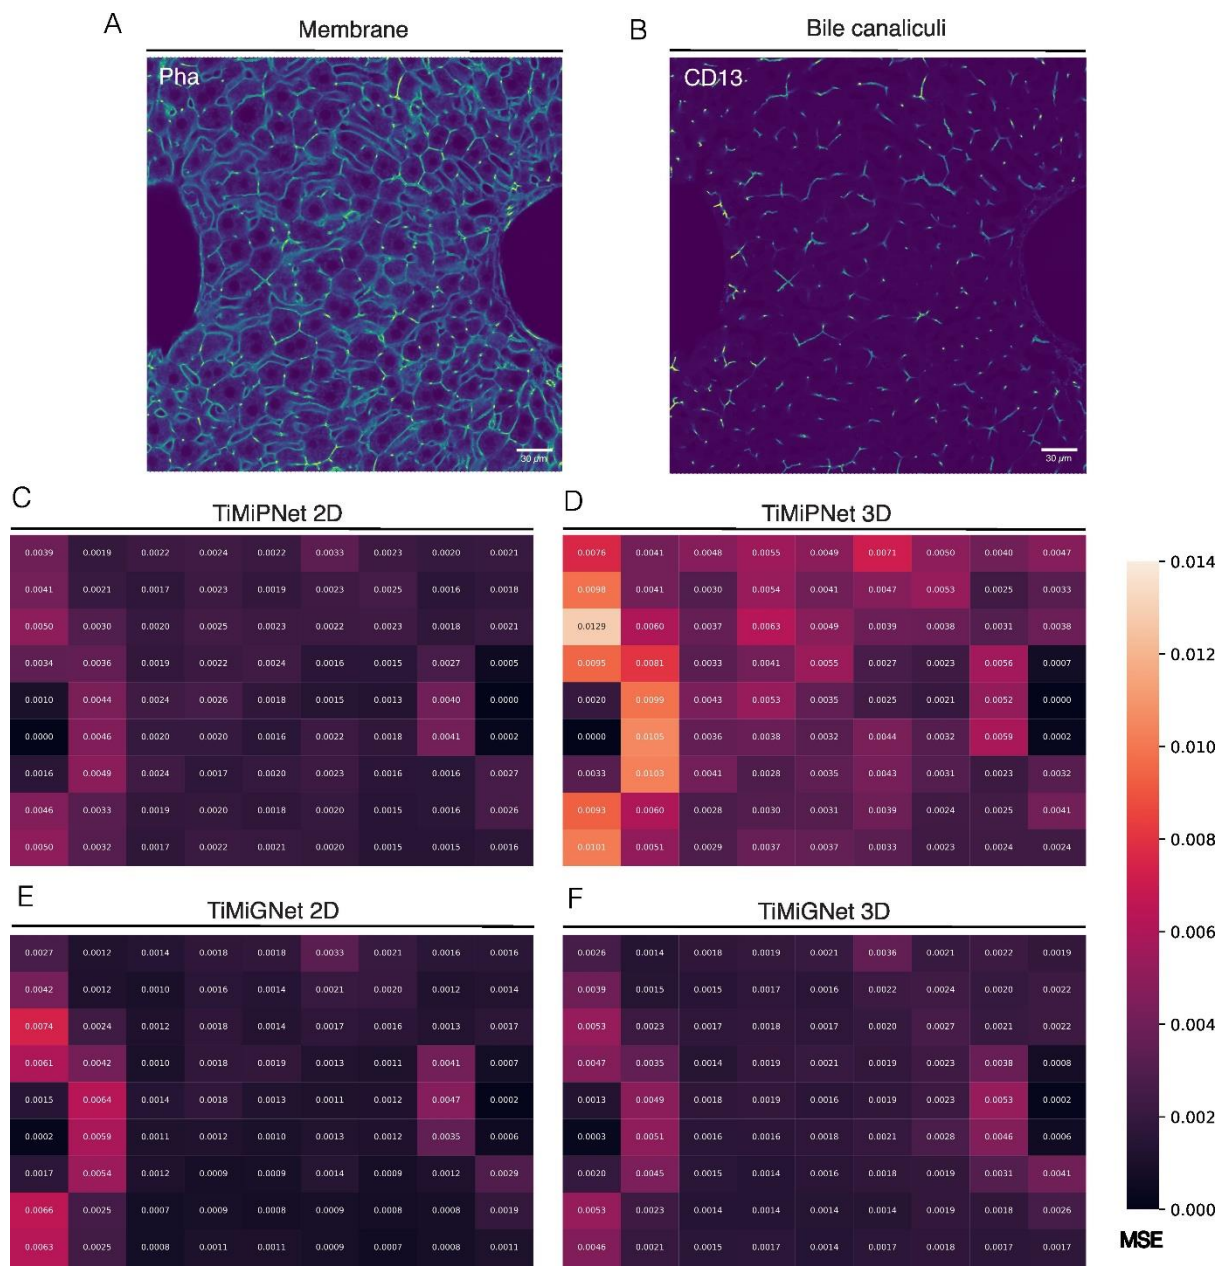 A
Membrane
B
Bile canaliculi
Pha
CD13
30 µm
30 µm
C
TiMiPNet 2D
D
TiMiPNet 3D
0.0039 0.0019 0.0022 0.0024 0.0022 0.0033 0.0023 0.0020 0.0021
0.0041 0.0021 0.0017 0.0023 0.0019 0.0023 0.0025 0.0016 0.0018
0.0050 0.0030 0.0020 0.0025 0.0023 0.0022 0.0023 0.0018 0.0021
0.0034 0.0036 0.0019 0.0022 0.0024 0.0016 0.0015 0.0027 0.0005
0.0010 0.0044 0.0024 0.0026 0.0018 0.0015 0.0013 0.0040 0.0000
0.0000 0.0046 0.0020 0.0020 0.0016 0.0022 0.0018 0.0041 0.0002
0.0016 0.0049 0.0024 0.0017 0.0020 0.0023 0.0016 0.0016 0.0027
0.0046 0.0033 0.0019 0.0020 0.0018 0.0020 0.0015 0.0016 0.0026
0.0050 0.0032 0.0017 0.0022 0.0021 0.0020 0.0015 0.0015 0.0016
0.0076 0.0041 0.0048 0.0055 0.0049 0.0071 0.0050 0.0040 0.0047
0.0098 0.0041 0.0030 0.0054 0.0041 0.0047 0.0053 0.0025 0.0033
0.0129 0.0060 0.0037 0.0063 0.0049 0.0039 0.0038 0.0031 0.0038
0.0095 0.0081 0.0033 0.0041 0.0055 0.0027 0.0023 0.0056 0.0007
0.0020 0.0099 0.0043 0.0053 0.0035 0.0025 0.0021 0.0052 0.0000
0.0000 0.0105 0.0036 0.0038 0.0032 0.0044 0.0032 0.0059 0.0002
0.0033 0.0103 0.0041 0.0028 0.0035 0.0043 0.0031 0.0023 0.0032
0.0093 0.0060 0.0028 0.0030 0.0031 0.0039 0.0024 0.0025 0.0041
0.0101 0.0051 0.0029 0.0037 0.0037 0.0033 0.0023 0.0024 0.0024
E
TiMiGNet 2D
F
TiMiGNet 3D
0.0027 0.0012 0.0014 0.0018 0.0018 0.0033 0.0021 0.0016 0.0016
0.0042 0.0012 0.0010 0.0016 0.0014 0.0021 0.0020 0.0012 0.0014
0.0074 0.0024 0.0012 0.0018 0.0014 0.0017 0.0016 0.0013 0.0017
0.0061 0.0042 0.0010 0.0018 0.0019 0.0013 0.0011 0.0041 0.0007
0.0015 0.0064 0.0014 0.0018 0.0013 0.0011 0.0012 0.0047 0.0002
0.0002 0.0059 0.0011 0.0012 0.0010 0.0013 0.0012 0.0035 0.0006
0.0017 0.0054 0.0012 0.0009 0.0009 0.0014 0.0009 0.0012 0.0029
0.0066 0.0025 0.0007 0.0009 0.0008 0.0009 0.0008 0.0008 0.0019
0.0063 0.0025 0.0008 0.0011 0.0011 0.0009 0.0007 0.0008 0.0011
0.0026 0.0014 0.0018 0.0019 0.0021 0.0036 0.0021 0.0022 0.0019
0.0039 0.0015 0.0015 0.0017 0.0016 0.0022 0.0024 0.0020 0.0022
0.0053 0.0023 0.0017 0.0018 0.0017 0.0020 0.0027 0.0021 0.0022
0.0047 0.0035 0.0014 0.0019 0.0021 0.0019 0.0023 0.0038 0.0008
0.0013 0.0049 0.0018 0.0019 0.0016 0.0019 0.0023 0.0053 0.0002
0.0003 0.0051 0.0016 0.0016 0.0018 0.0021 0.0028 0.0046 0.0006
0.0020 0.0045 0.0015 0.0014 0.0016 0.0018 0.0019 0.0031 0.0041
0.0053 0.0023 0.0014 0.0014 0.0014 0.0014 0.0019 0.0018 0.0026
0.0046 0.0021 0.0015 0.0017 0.0014 0.0017 0.0018 0.0017 0.0017
0.014
0.012
0.010
0.008
0.006
0.004
0.002
0.000
MSE